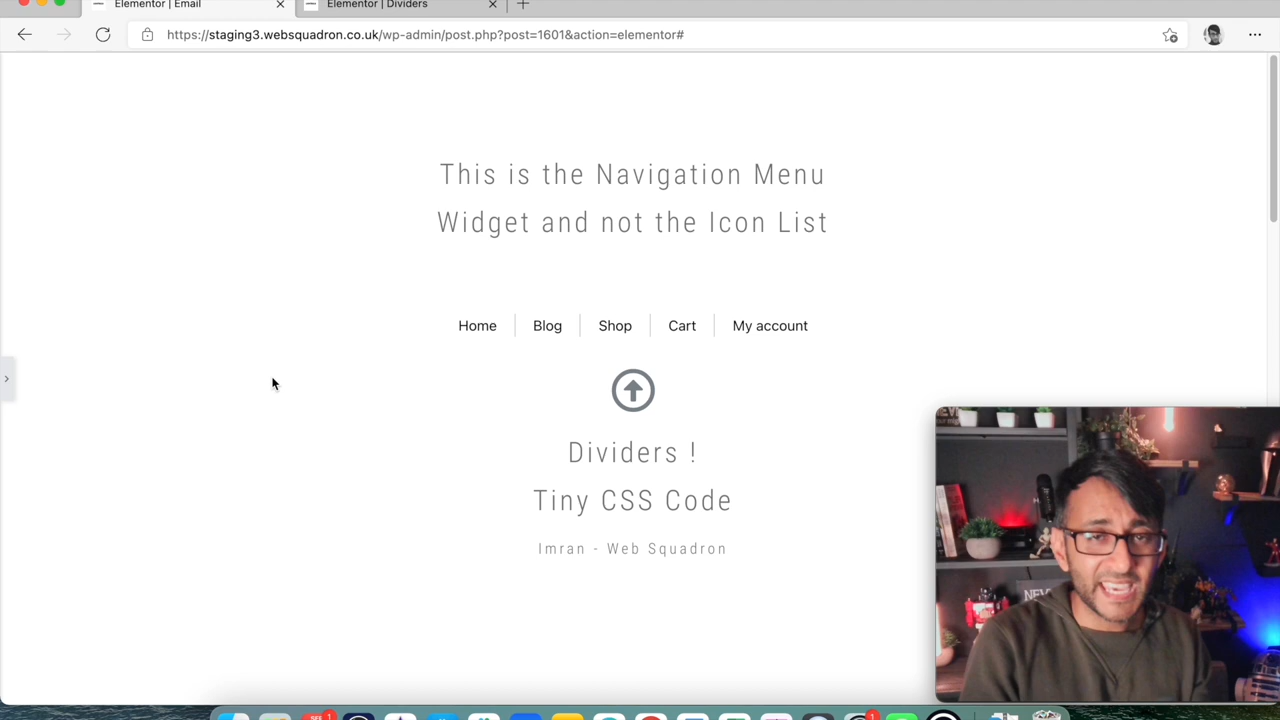 Elementor | Email
Elementor | Dividers
https://staging3.websquadron.co.uk/wp-admin/post.php?post=1601&action=elementor#
This is the Navigation Menu
Widget and not the Icon List
Home Blog Shop Cart My account
Dividers !
Tiny CSS Code
Imran - Web Squadron